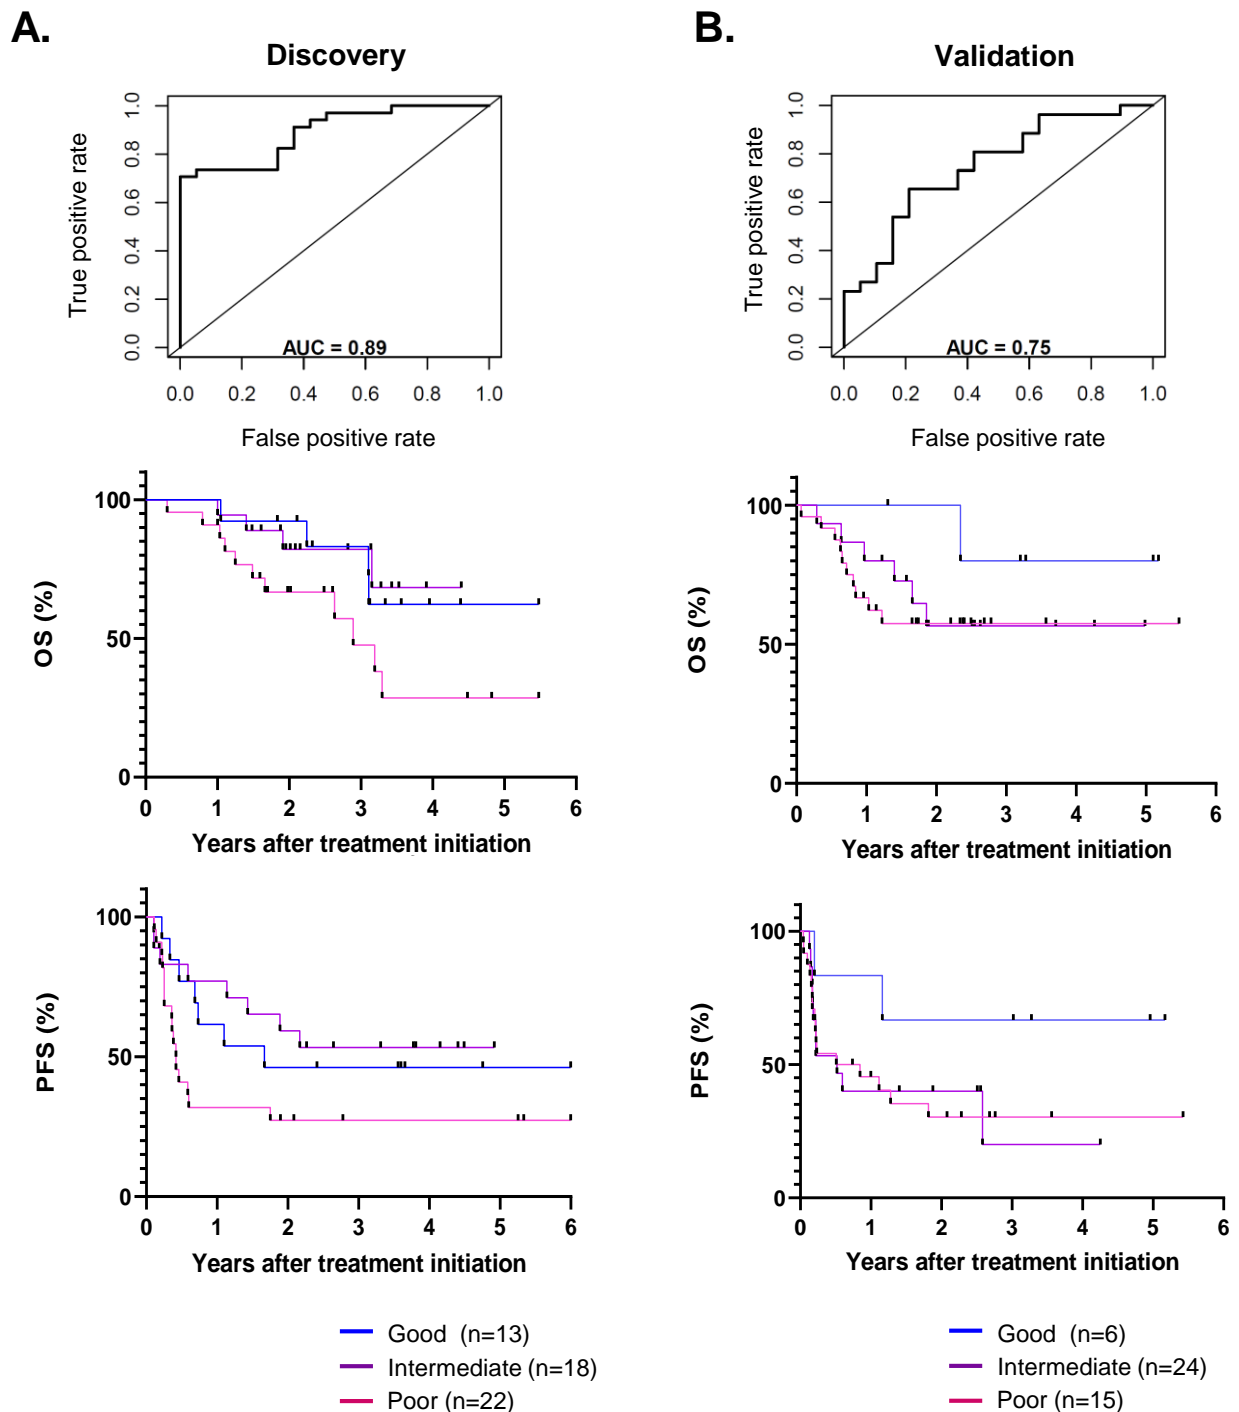 A.
Discovery
True positive rate
1.0
0.8
0.6
0.4
0.2
0.0
AUC = 0.89
0.0 0.2 0.4 0.6 0.8 1.0
False positive rate
OS (%)
100
50
0
0 1 2 3 4 5 6
Years after treatment initiation
PFS (%)
100
50
0
0 1 2 3 4 5 6
Years after treatment initiation
Good (n=13)
Intermediate (n=18)
Poor (n=22)
B.
Validation
True positive rate
1.0
0.8
0.6
0.4
0.2
0.0
AUC = 0.75
0.0 0.2 0.4 0.6 0.8 1.0
False positive rate
OS (%)
100
50
0
0 1 2 3 4 5 6
Years after treatment initiation
PFS (%)
100
50
0
0 1 2 3 4 5 6
Years after treatment initiation
Good (n=6)
Intermediate (n=24)
Poor (n=15)